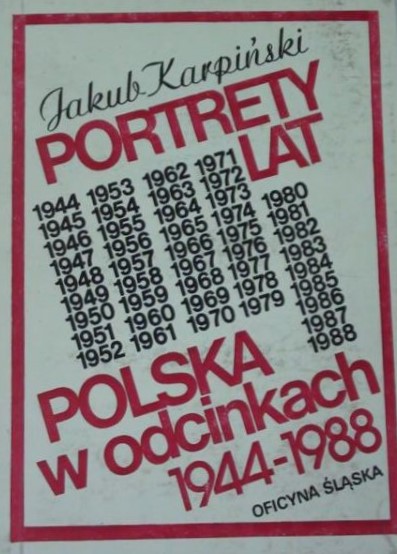 Jakub Karpiński
PORTRETY
LAT
1944 1953 1962 1971
1945 1954 1963 1972
1946 1955 1964 1973
1947 1956 1965 1974 1980
1948 1957 1966 1975 1981
1949 1958 1967 1976 1982
1950 1959 1968 1977 1983
1951 1960 1969 1978 1984
1952 1961 1970 1979 1985
1986
1987
1988
POLSKA
w odcinkach
1944-1988
OFICYNA ŚLĄSKA